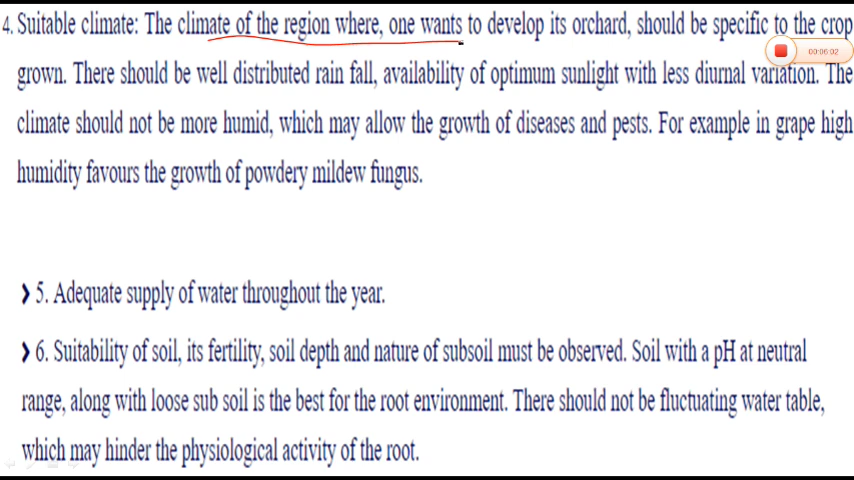 4. Suitable climate: The climate of the region where, one wants to develop its orchard, should be specific to the crop
00:06:02
grown. There should be well distributed rain fall, availability of optimum sunlight with less diurnal variation. The
climate should not be more humid, which may allow the growth of diseases and pests. For example in grape high
humidity favours the growth of powdery mildew fungus.
❯ 5. Adequate supply of water throughout the year.
❯ 6. Suitability of soil, its fertility, soil depth and nature of subsoil must be observed. Soil with a pH at neutral
range, along with loose sub soil is the best for the root environment. There should not be fluctuating water table,
which may hinder the physiological activity of the root.